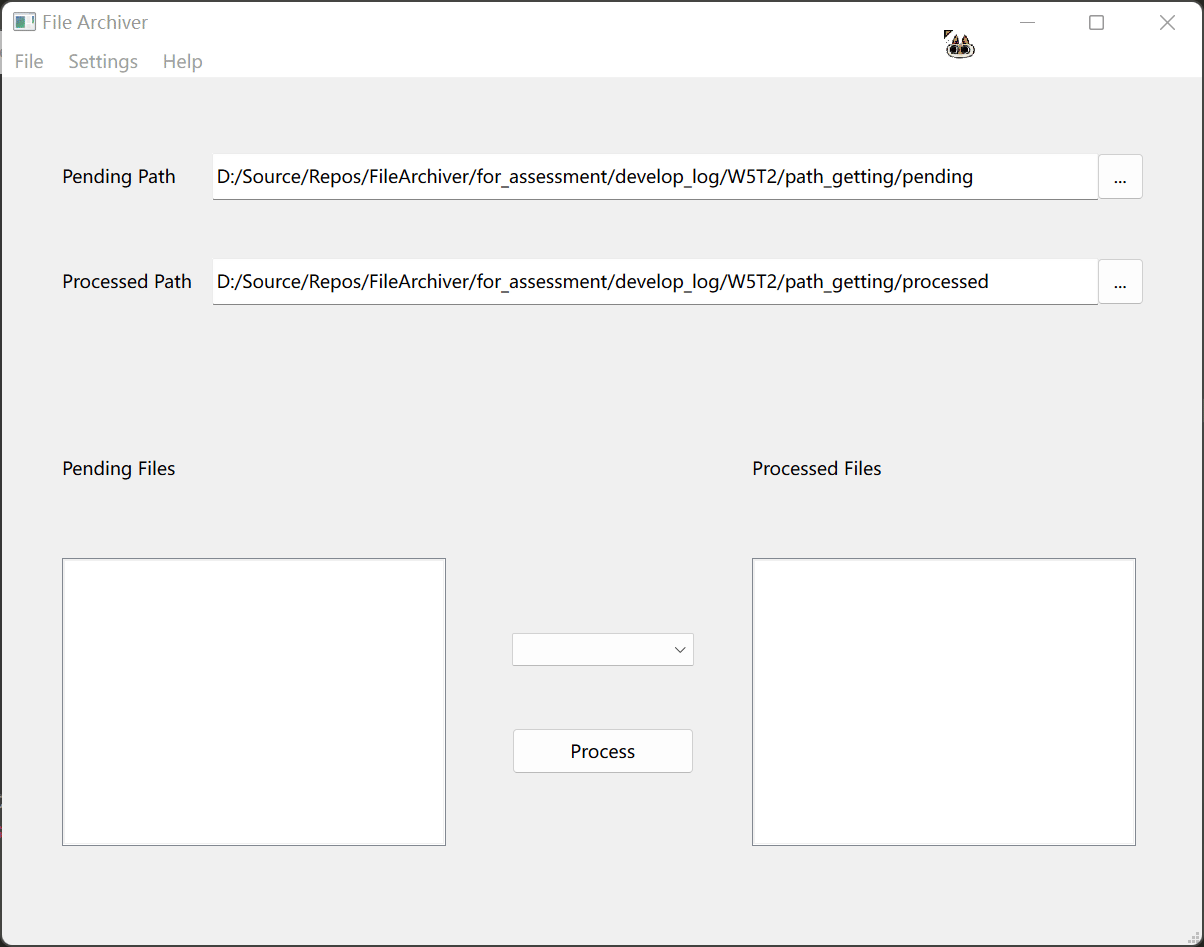 File Archiver
File Settings Help
Pending Path D:/Source/Repos/FileArchiver/for_assessment/develop_log/W5T2/path_getting/pending ...
Processed Path D:/Source/Repos/FileArchiver/for_assessment/develop_log/W5T2/path_getting/processed ...
Pending Files Processed Files
Process